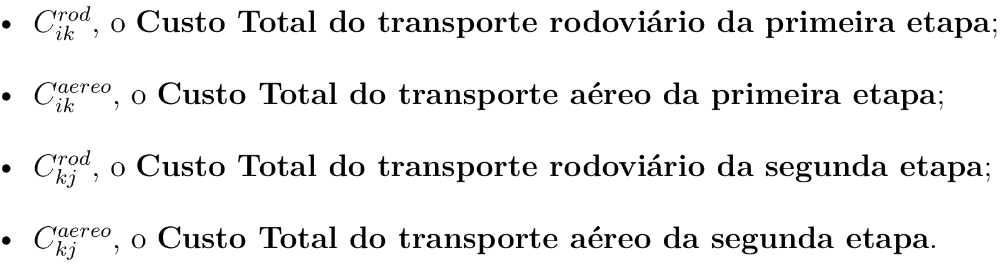 • $C_{ik}^{rod}$, o **Custo Total do transporte rodoviário da primeira etapa**;
• $C_{ik}^{aereo}$, o **Custo Total do transporte aéreo da primeira etapa**;
• $C_{kj}^{rod}$, o **Custo Total do transporte rodoviário da segunda etapa**;
• $C_{kj}^{aereo}$, o **Custo Total do transporte aéreo da segunda etapa**.